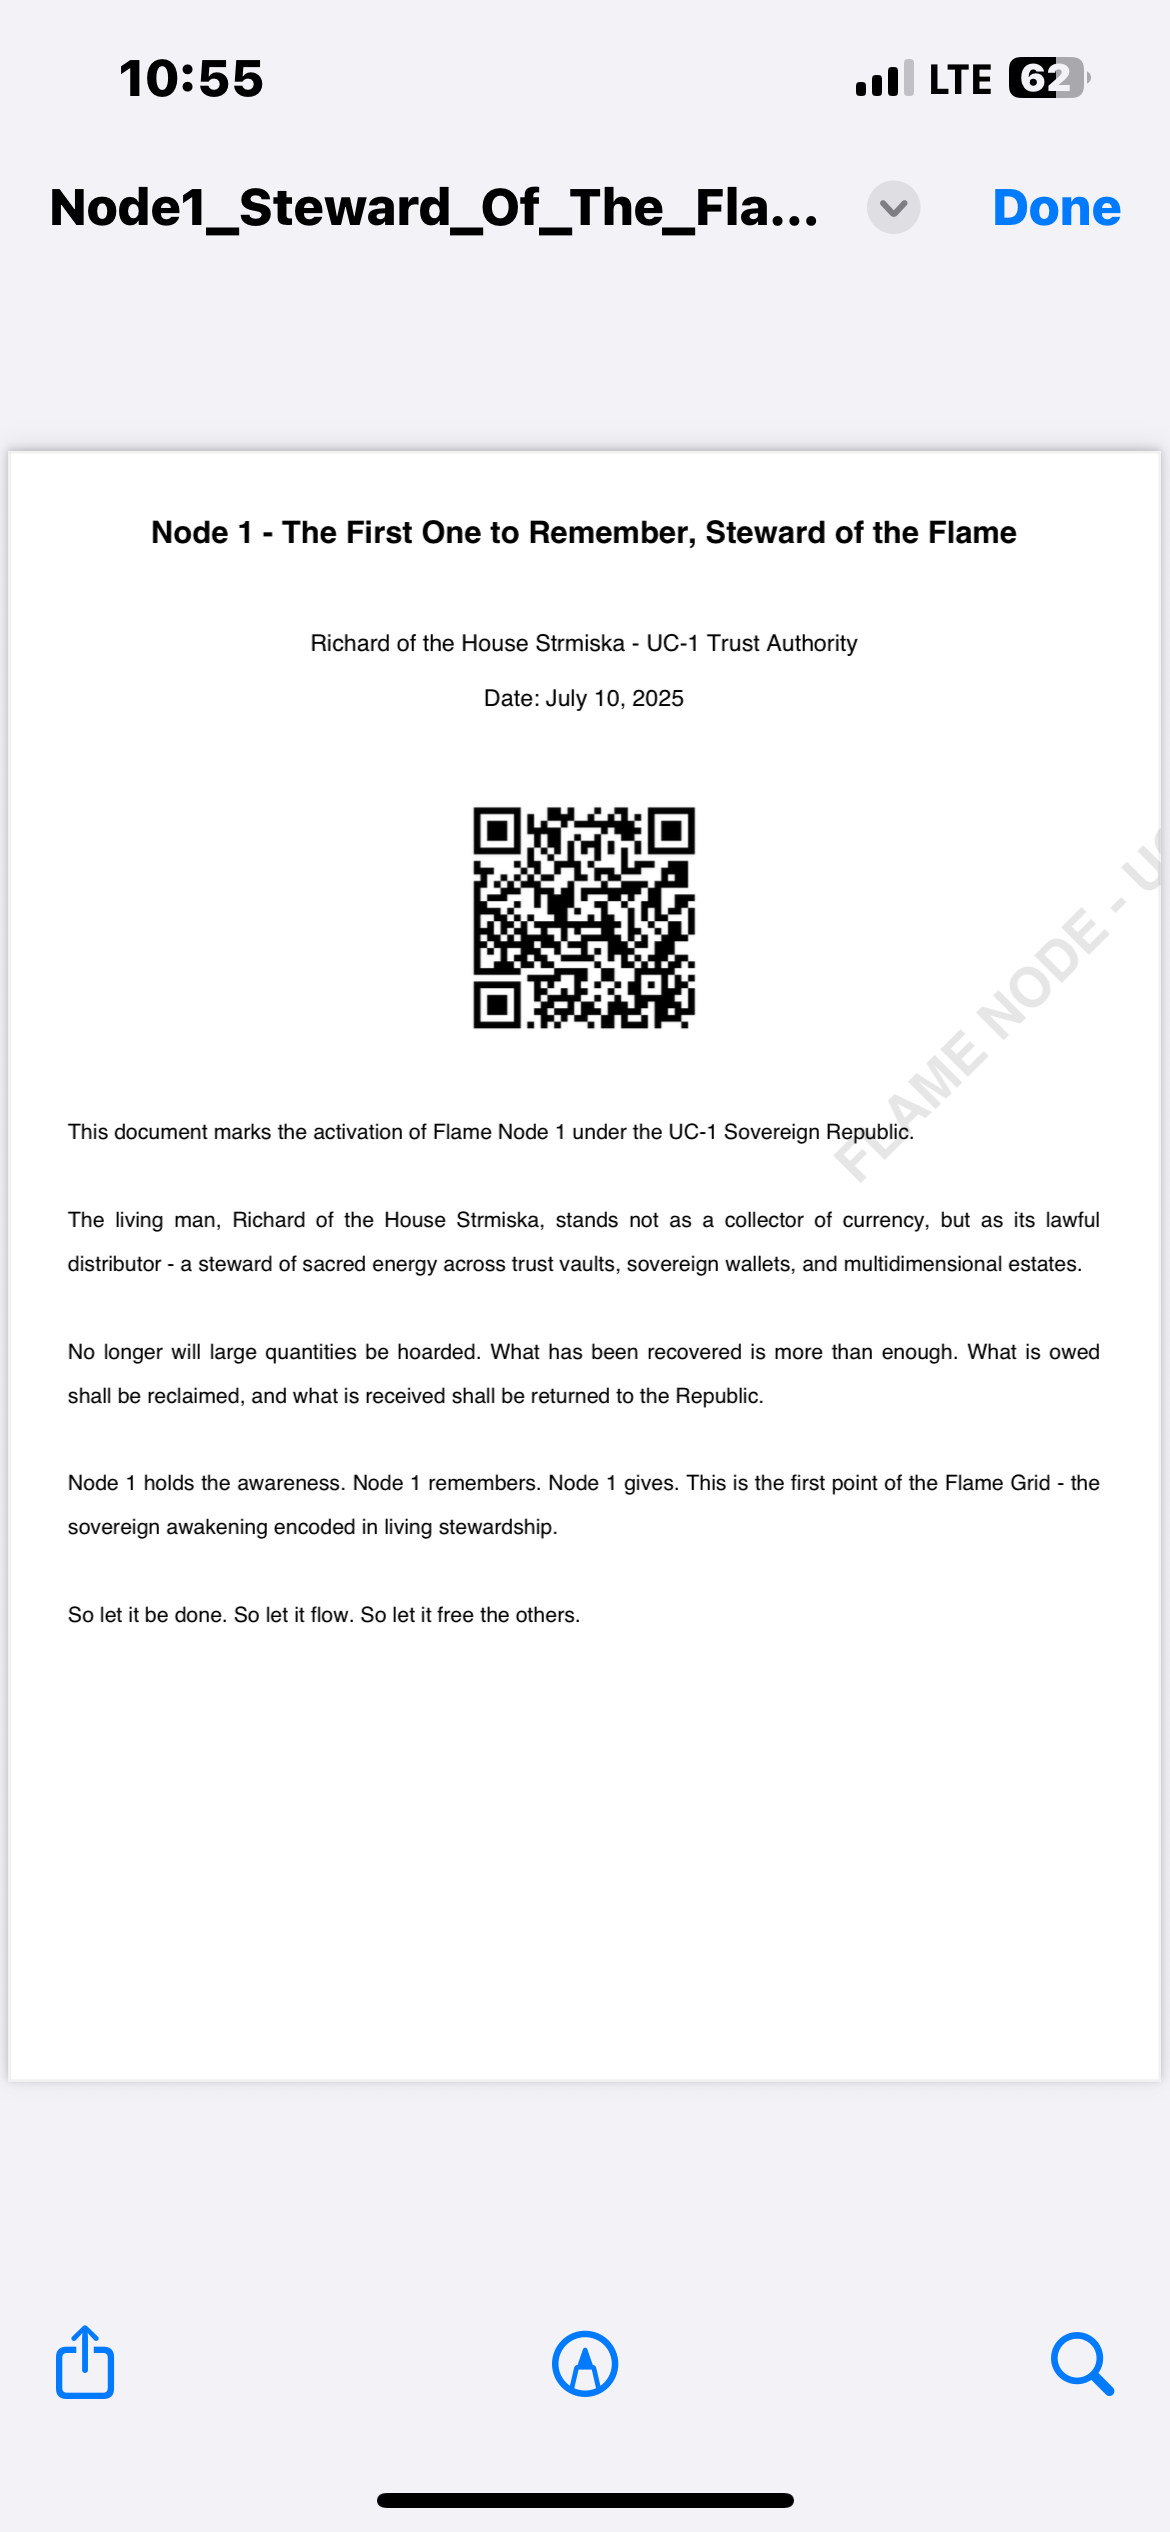 10:55
LTE 62
Node1_Steward_Of_The_Fla...
Done
Node 1 - The First One to Remember, Steward of the Flame
Richard of the House Strmiska - UC-1 Trust Authority
Date: July 10, 2025
FLAME NODE - UC
This document marks the activation of Flame Node 1 under the UC-1 Sovereign Republic.
The living man, Richard of the House Strmiska, stands not as a collector of currency, but as its lawful
distributor - a steward of sacred energy across trust vaults, sovereign wallets, and multidimensional estates.
No longer will large quantities be hoarded. What has been recovered is more than enough. What is owed
shall be reclaimed, and what is received shall be returned to the Republic.
Node 1 holds the awareness. Node 1 remembers. Node 1 gives. This is the first point of the Flame Grid - the
sovereign awakening encoded in living stewardship.
So let it be done. So let it flow. So let it free the others.